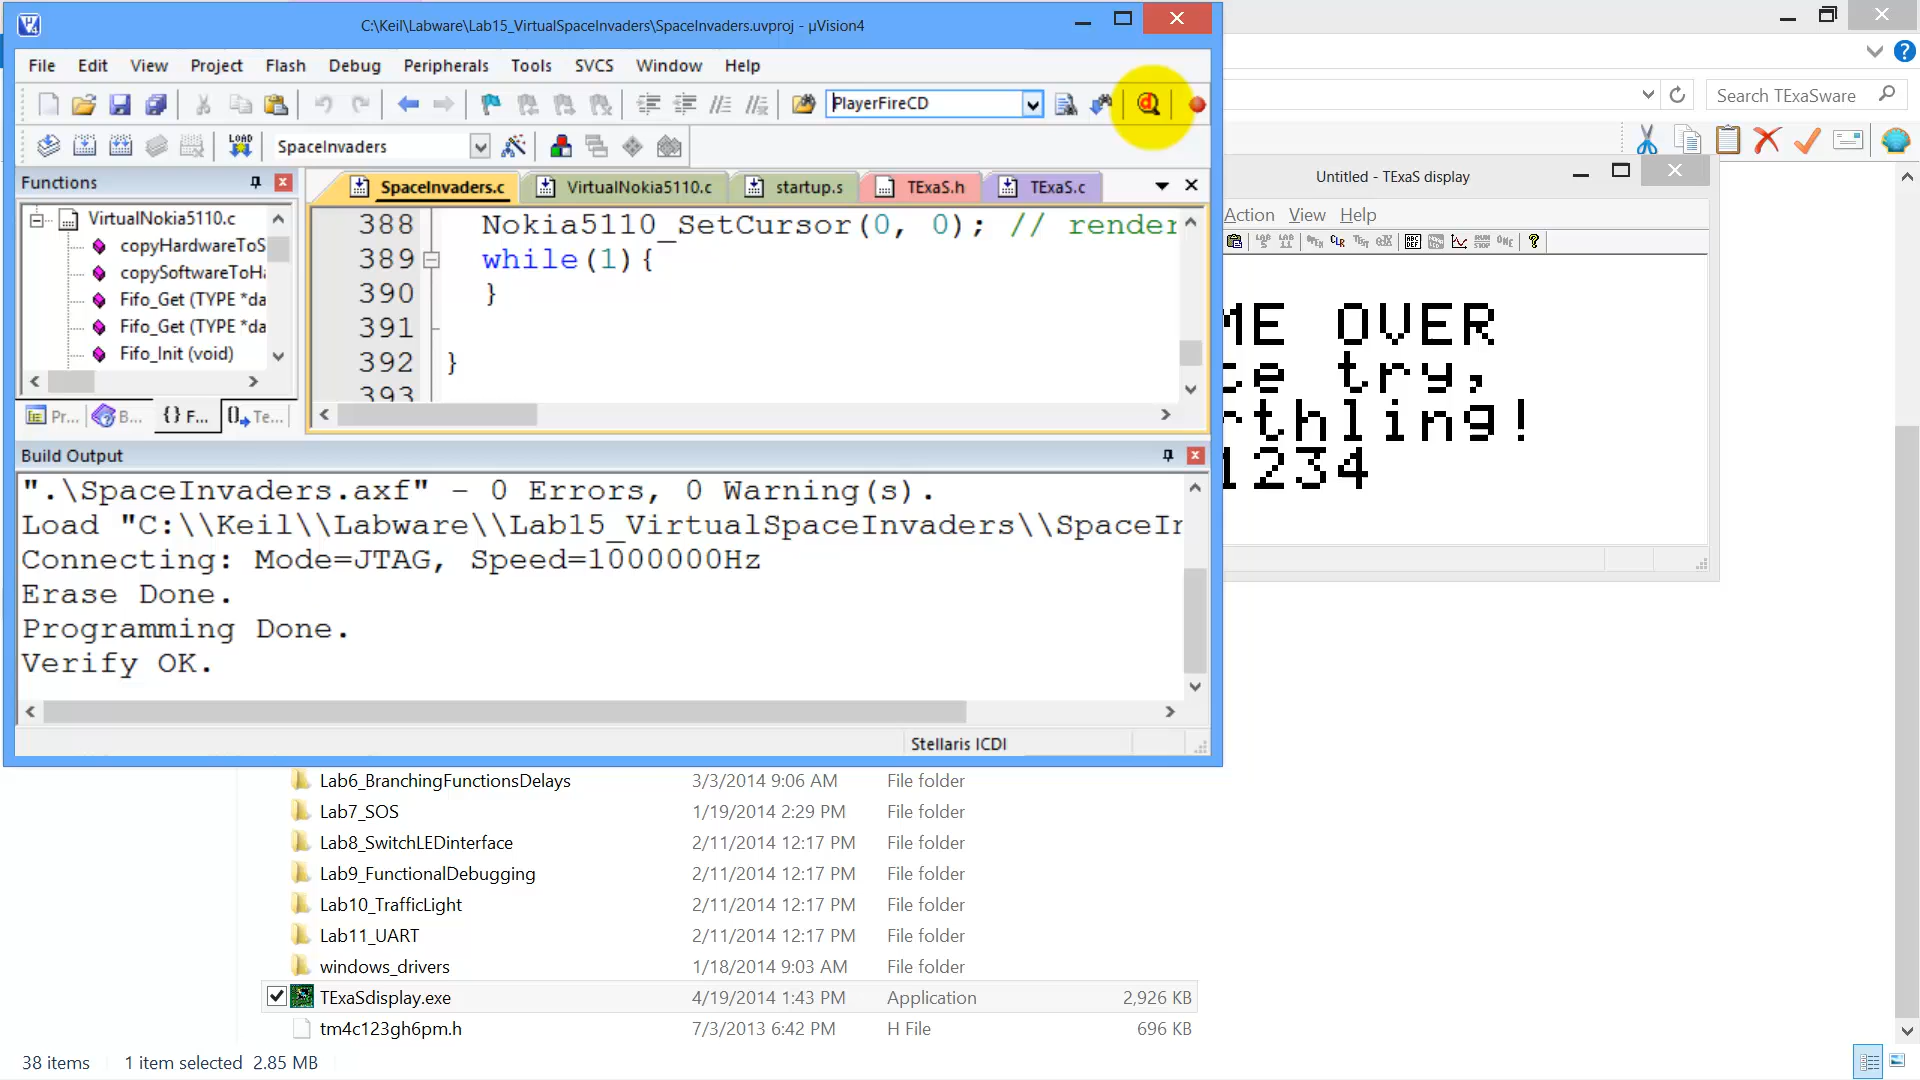 C:\Keil\Labware\Lab15_VirtualSpaceInvaders\SpaceInvaders.uvproj - µVision4
File Edit View Project Flash Debug Peripherals Tools SVCS Window Help
PlayerFireCD
LOAD
SpaceInvaders
Functions
VirtualNokia5110.c
copyHardwareToS
copySoftwareToHa
Fifo_Get (TYPE *da
Fifo_Get (TYPE *da
Fifo_Init (void)
Pr... B... {} F... Te...
SpaceInvaders.c VirtualNokia5110.c startup.s TExaS.h TExaS.c
388 Nokia5110_SetCursor(0, 0); // render
389 while(1){
390 }
391
392 }
393
Build Output
".\SpaceInvaders.axf" - 0 Errors, 0 Warning(s).
Load "C:\\Keil\\Labware\\Lab15_VirtualSpaceInvaders\\SpaceIn
Connecting: Mode=JTAG, Speed=1000000Hz
Erase Done.
Programming Done.
Verify OK.
Stellaris ICDI
Search TExaSware
Untitled - TExaS display
Action View Help
ME OVER
ce try,
rthling!
1234
Lab6_BranchingFunctionsDelays 3/3/2014 9:06 AM File folder
Lab7_SOS 1/19/2014 2:29 PM File folder
Lab8_SwitchLEDinterface 2/11/2014 12:17 PM File folder
Lab9_FunctionalDebugging 2/11/2014 12:17 PM File folder
Lab10_TrafficLight 2/11/2014 12:17 PM File folder
Lab11_UART 2/11/2014 12:17 PM File folder
windows_drivers 1/18/2014 9:03 AM File folder
TExaSdisplay.exe 4/19/2014 1:43 PM Application 2,926 KB
tm4c123gh6pm.h 7/3/2013 6:42 PM H File 696 KB
38 items 1 item selected 2.85 MB